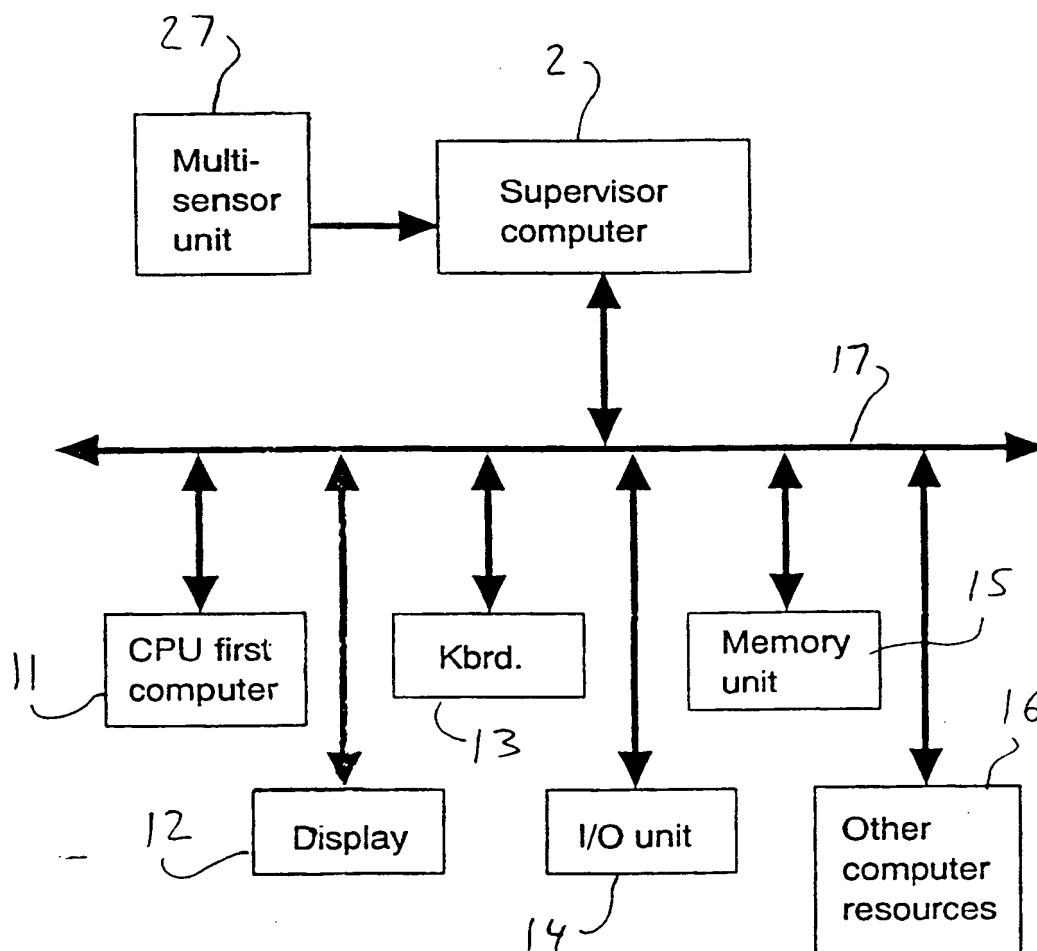 27
2
Multi-
sensor
unit
Supervisor
computer
17
CPU first
computer
Kbrd.
Memory
unit
15
11
13
16
12
Display
I/O unit
Other
computer
resources
14